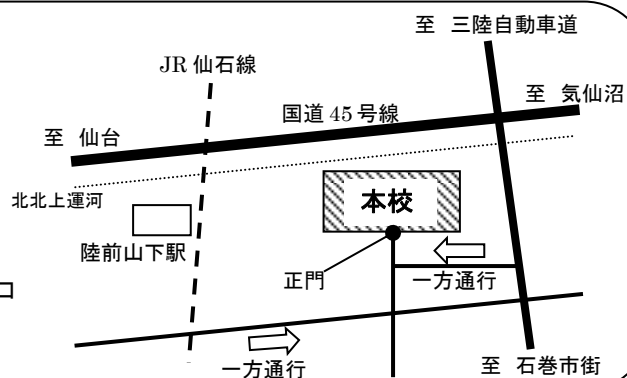 至 三陸自動車道
JR 仙石線
至 気仙沼
国道 45 号線
至 仙台
北北上運河
本校
陸前山下駅
正門
一方通行
口
一方通行
至 石巻市街